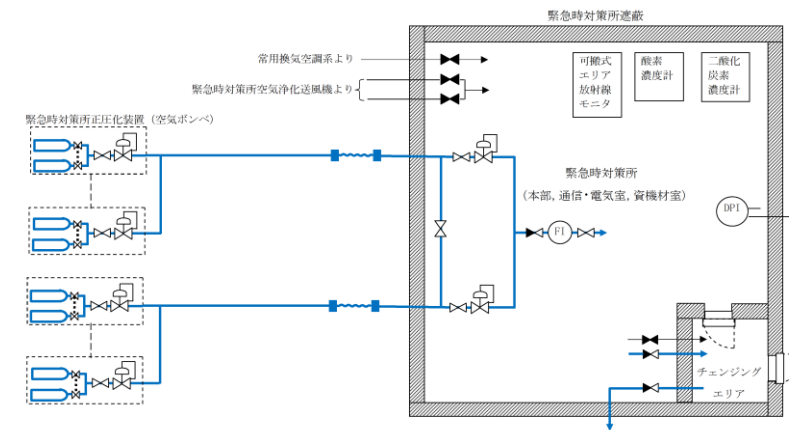 緊急時対策所遮蔽
常用換気空調系より
緊急時対策所空気浄化送風機より
可搬式
エリア
放射線
モニタ
酸素
濃度計
二酸化
炭素
濃度計
緊急時対策所正圧化装置（空気ボンベ）
緊急時対策所
（本部, 通信・電気室, 資機材室）
DPI
FI
チェンジング
エリア